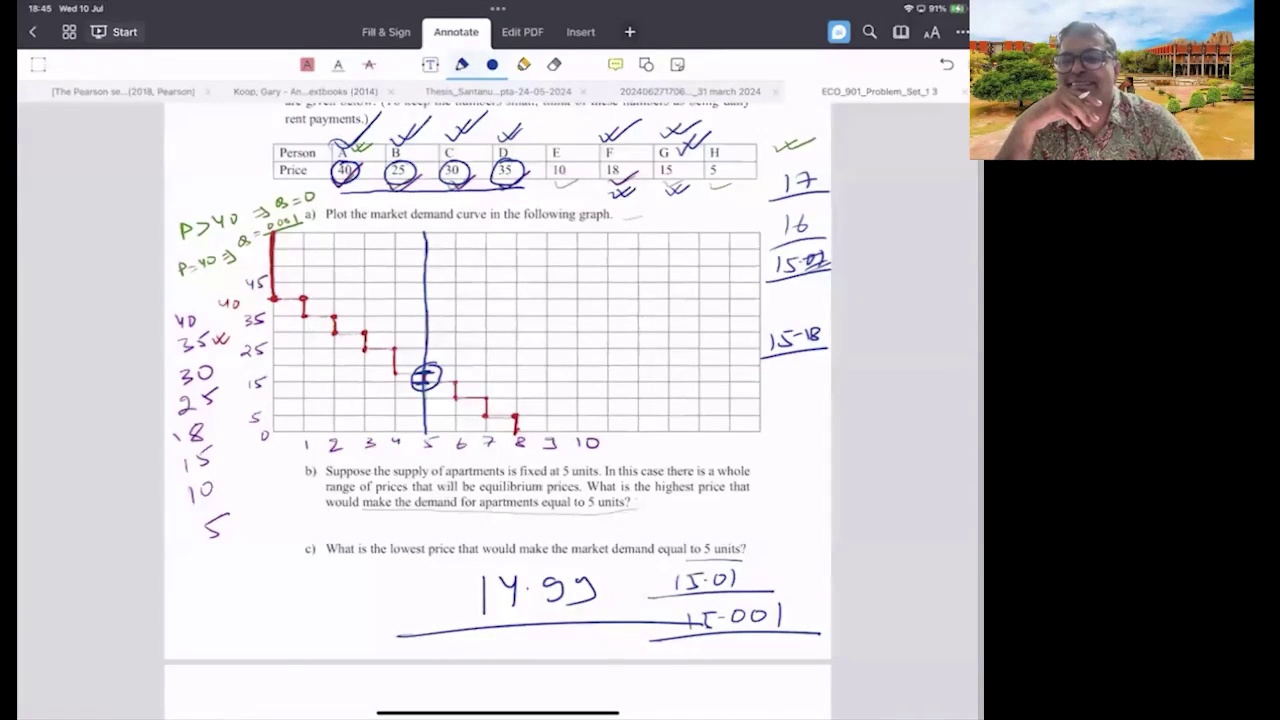 18:45 Wed 10 Jul
91%
Start
Fill & Sign
Annotate
Edit PDF
Insert
[The Pearson se...(2018, Pearson]
Koop, Gary - An...extbooks (2014)
Thesis_Santanu...pta-24-05-2024
202406271706..._31 march 2024
ECO_901_Problem_Set_1 3
are given below. (To keep the numbers small, think of these numbers as being daily
rent payments.)
Person A B C D E F G H
Price 40 25 30 35 10 18 15 5
17
16
15-18
P>40 ⇒ Q=0
P=40 ⇒
a) Plot the market demand curve in the following graph.
45
40
35
25
15
5
0
1 2 3 4 5 6 7 8 9 10
40
35
30
25
18
15
10
5
b) Suppose the supply of apartments is fixed at 5 units. In this case there is a whole
range of prices that will be equilibrium prices. What is the highest price that
would make the demand for apartments equal to 5 units?
c) What is the lowest price that would make the market demand equal to 5 units?
14.99
15.01
15.001